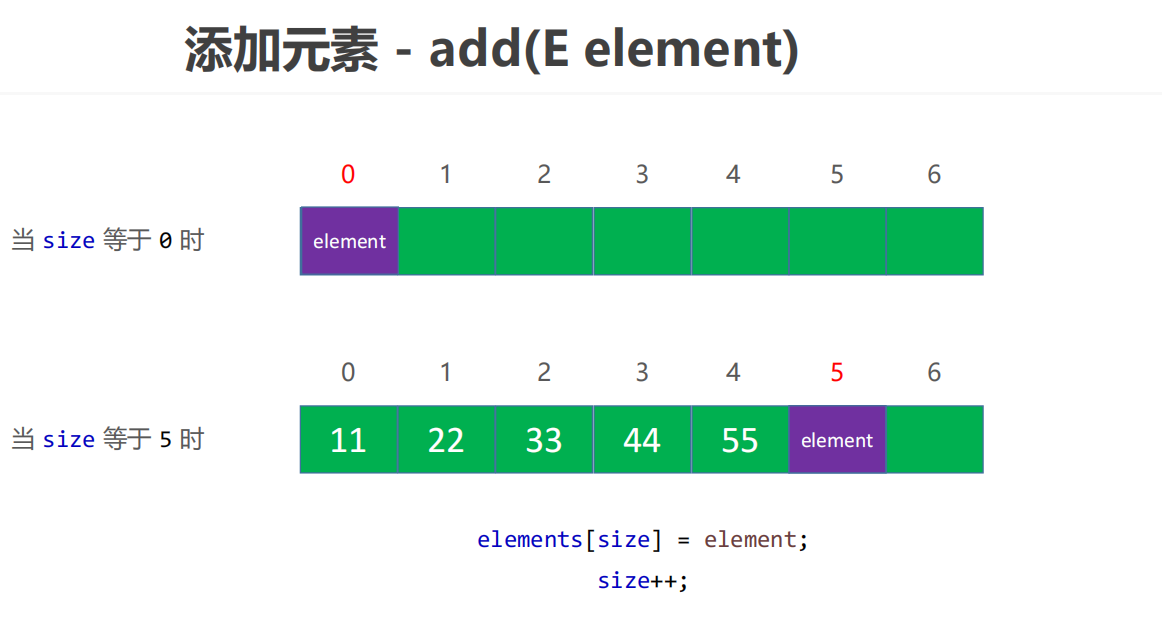 添加元素 - add(E element)
0 1 2 3 4 5 6
当 size 等于 0 时
element
0 1 2 3 4 5 6
当 size 等于 5 时
11 22 33 44 55 element
elements[size] = element;
size++;